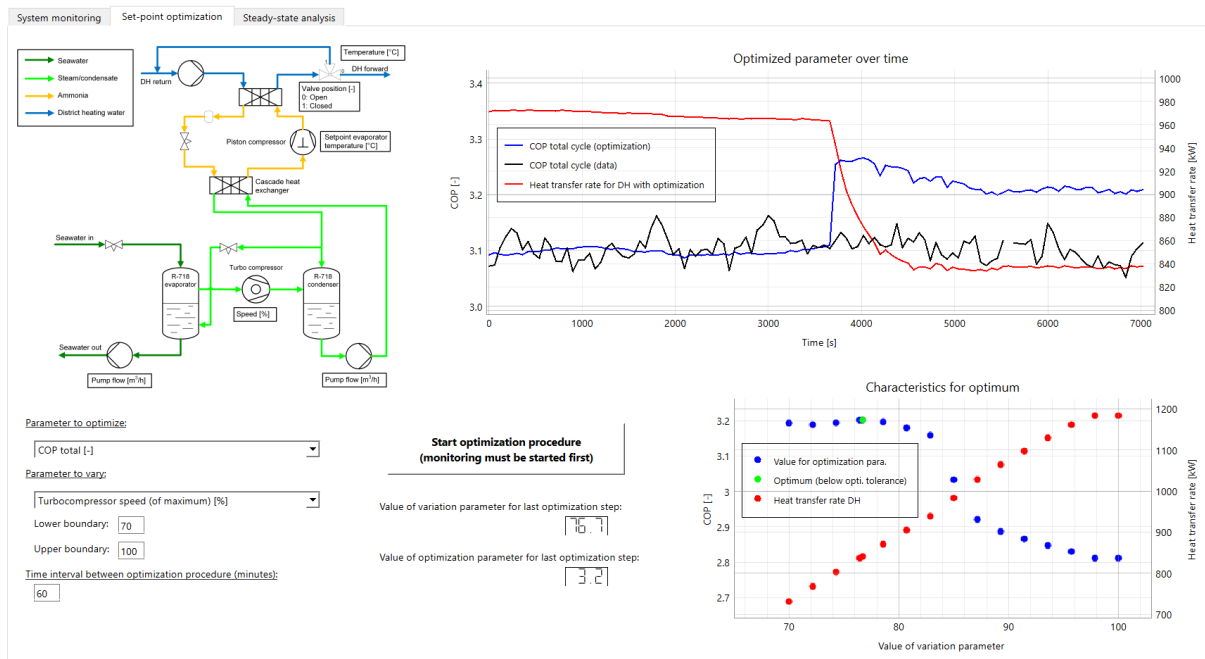 System monitoring
Set-point optimization
Steady-state analysis
Seawater
Steam/condensate
Ammonia
District heating water
DH return
Temperature [°C]
1
0
DH forward
Valve position [-]
0: Open
1: Closed
Piston compressor
Setpoint evaporator
temperature [°C]
Cascade heat
exchanger
Seawater in
R-718
evaporator
Turbo compressor
R-718
condenser
Speed [%]
Seawater out
Pump flow [m³/h]
Pump flow [m³/h]
Optimized parameter over time
COP total cycle (optimization)
COP total cycle (data)
Heat transfer rate for DH with optimization
COP [-]
3.4
3.3
3.2
3.1
3.0
Heat transfer rate [kW]
1000
980
960
940
920
900
880
860
840
820
800
0 1000 2000 3000 4000 5000 6000 7000
Time [s]
Parameter to optimize:
COP total [-]
Parameter to vary:
Turbocompressor speed (of maximum) [%]
Lower boundary: 70
Upper boundary: 100
Time interval between optimization procedure (minutes):
60
Start optimization procedure
(monitoring must be started first)
Value of variation parameter for last optimization step:
76.7
Value of optimization parameter for last optimization step:
3.2
Characteristics for optimum
Value for optimization para.
Optimum (below opti. tolerance)
Heat transfer rate DH
COP [-]
3.2
3.1
3
2.9
2.8
2.7
Heat transfer rate [kW]
1200
1100
1000
900
800
700
70 80 90 100
Value of variation parameter